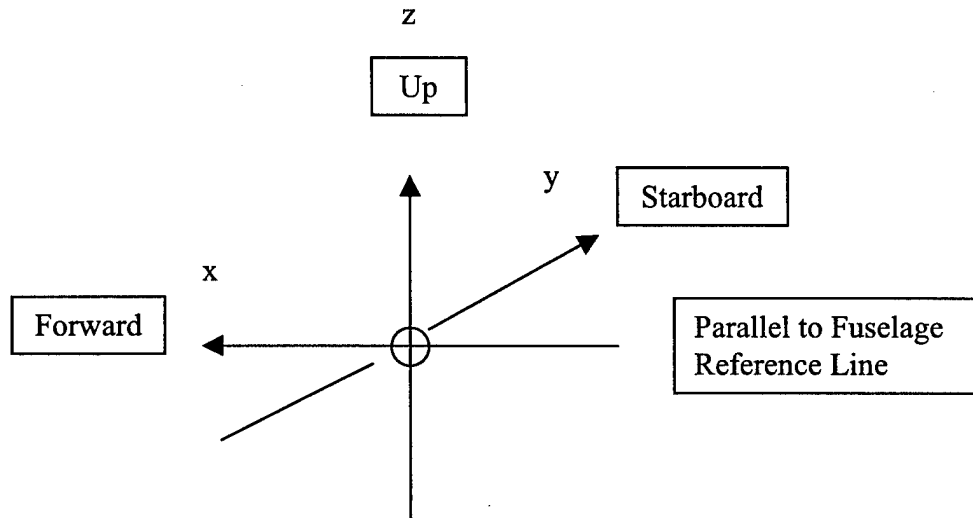 z
Up
y
Starboard
x
Forward
Parallel to Fuselage
Reference Line